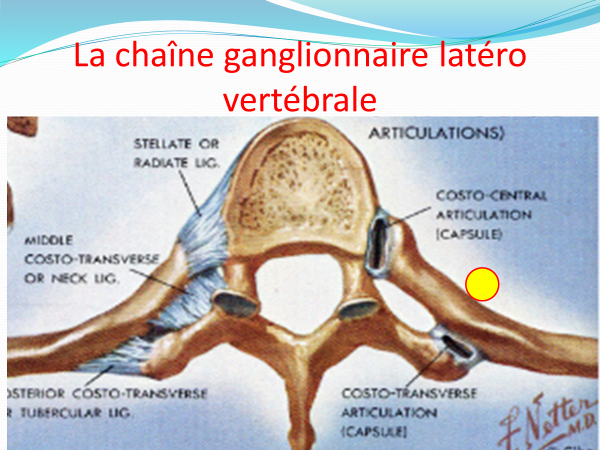 La chaîne ganglionnaire latéro
vertébrale
ARTICULATIONS)
STELLATE OR
RADIATE LIG.
COSTO-CENTRAL
ARTICULATION
(CAPSULE)
MIDDLE
COSTO-TRANSVERSE
OR NECK LIG.
OSTERIOR COSTO-TRANSVERSE
R TUBERCULAR LIG.
COSTO-TRANSVERSE
ARTICULATION
(CAPSULE)
F. Netter
M.D.